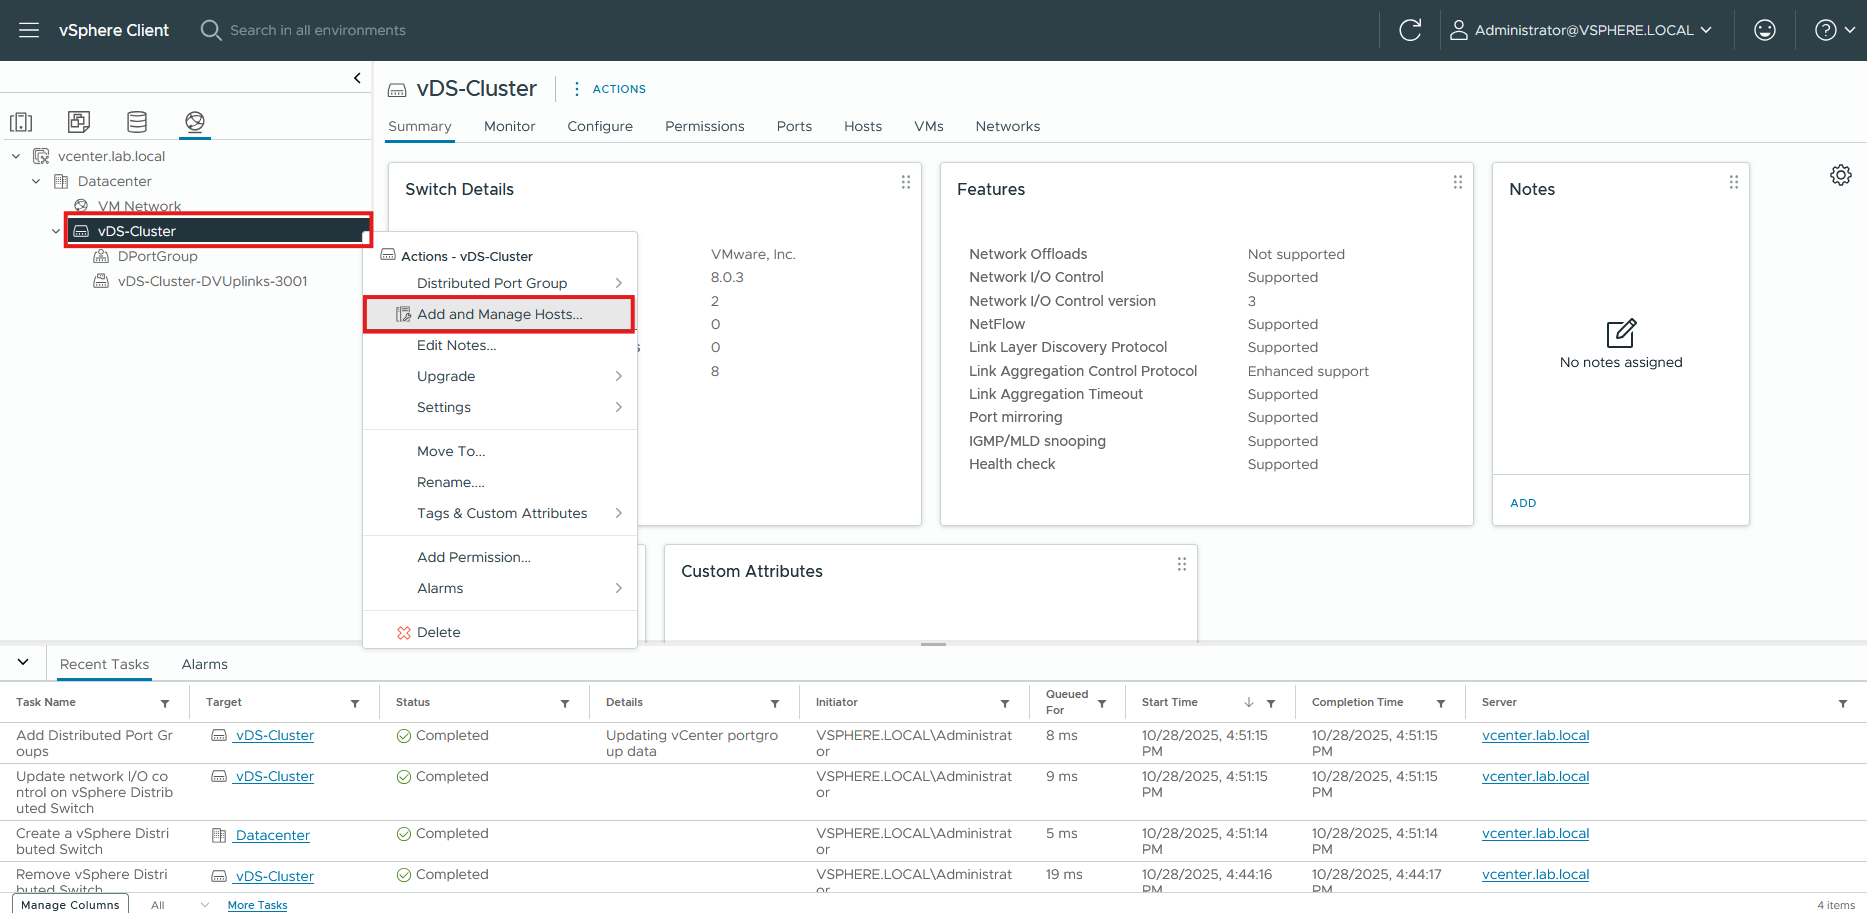 vSphere Client
Search in all environments
Administrator@VSPHERE.LOCAL
vcenter.lab.local
Datacenter
VM Network
vDS-Cluster
DPortGroup
vDS-Cluster-DVUplinks-3001
vDS-Cluster
ACTIONS
Summary Monitor Configure Permissions Ports Hosts VMs Networks
Switch Details
VMware, Inc.
8.0.3
2
0
0
8
Actions - vDS-Cluster
Distributed Port Group
Add and Manage Hosts...
Edit Notes...
Upgrade
Settings
Move To...
Rename....
Tags & Custom Attributes
Add Permission...
Alarms
Delete
Features
Network Offloads Not supported
Network I/O Control Supported
Network I/O Control version 3
NetFlow Supported
Link Layer Discovery Protocol Supported
Link Aggregation Control Protocol Enhanced support
Link Aggregation Timeout Supported
Port mirroring Supported
IGMP/MLD snooping Supported
Health check Supported
Notes
No notes assigned
ADD
Custom Attributes
Recent Tasks Alarms
Task Name Target Status Details Initiator Queued For Start Time Completion Time Server
Add Distributed Port Gr vDS-Cluster Completed Updating vCenter portgro VSPHERE.LOCAL\Administrat 8 ms 10/28/2025, 4:51:15 10/28/2025, 4:51:15 vcenter.lab.local
oups up data or PM PM
Update network I/O co vDS-Cluster Completed VSPHERE.LOCAL\Administrat 9 ms 10/28/2025, 4:51:15 10/28/2025, 4:51:15 vcenter.lab.local
ntrol on vSphere Distrib or PM PM
uted Switch
Create a vSphere Distri Datacenter Completed VSPHERE.LOCAL\Administrat 5 ms 10/28/2025, 4:51:14 10/28/2025, 4:51:14 vcenter.lab.local
buted Switch or PM PM
Remove vSphere Distri vDS-Cluster Completed VSPHERE.LOCAL\Administrat 19 ms 10/28/2025, 4:44:16 10/28/2025, 4:44:17 vcenter.lab.local
buted Switch or PM PM
Manage Columns All More Tasks 4 items